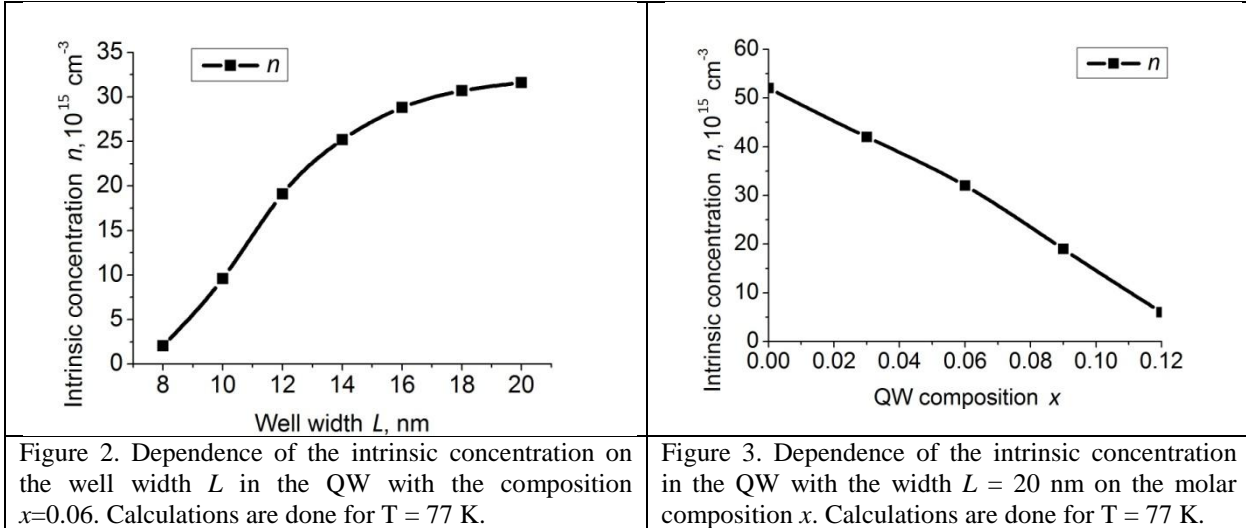 n
Intrinsic concentration n, 10¹⁵ cm⁻³
35
30
25
20
15
10
5
0
8 10 12 14 16 18 20
Well width L, nm
Figure 2. Dependence of the intrinsic concentration on
the well width L in the QW with the composition
x=0.06. Calculations are done for T = 77 K.
n
Intrinsic concentration n, 10¹⁵ cm⁻³
60
50
40
30
20
10
0
0.00 0.02 0.04 0.06 0.08 0.10 0.12
QW composition x
Figure 3. Dependence of the intrinsic concentration
in the QW with the width L = 20 nm on the molar
composition x. Calculations are done for T = 77 K.